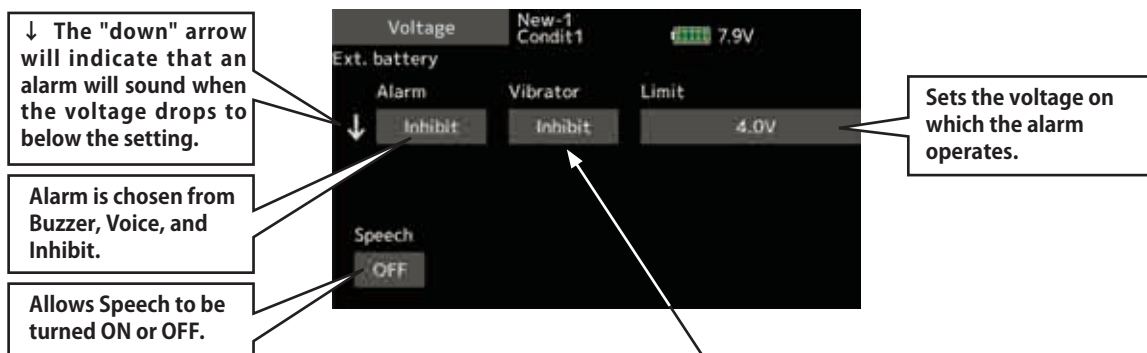 ↓ The "down" arrow
will indicate that an
alarm will sound when
the voltage drops to
below the setting.
Alarm is chosen from
Buzzer, Voice, and
Inhibit.
Allows Speech to be
turned ON or OFF.
Voltage
New-1
Condit1
7.9V
Ext. battery
Alarm Vibrator Limit
↓ Inhibit Inhibit 4.0V
Speech
OFF
Sets the voltage on
which the alarm
operates.